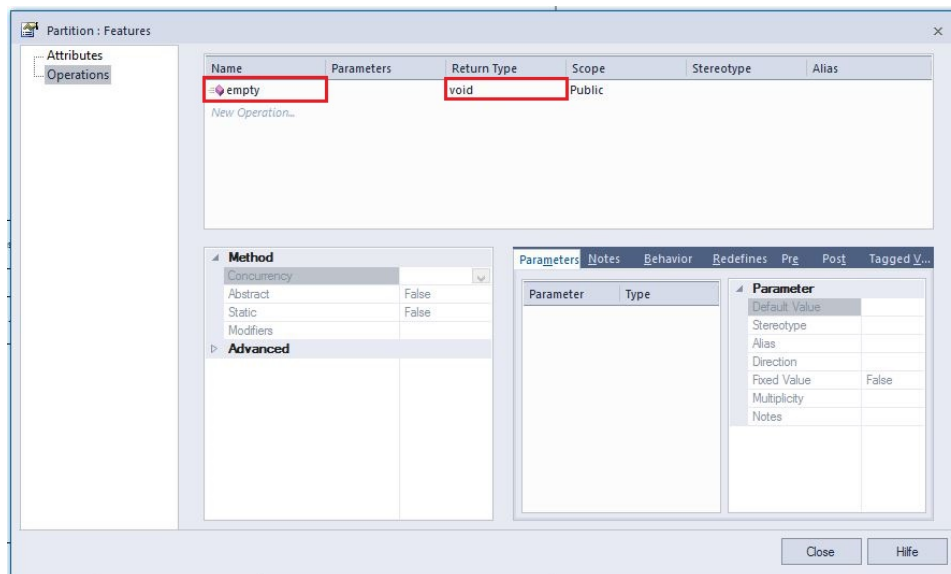 Partition : Features
Attributes
Operations
Name Parameters Return Type Scope Stereotype Alias
empty void Public
New Operation...
Method
Concurrency
Abstract False
Static False
Modifiers
Advanced
Parameters Notes Behavior Redefines Pre Post Tagged V...
Parameter Type
Parameter
Default Value
Stereotype
Alias
Direction
Fixed Value False
Multiplicity
Notes
Close Hilfe